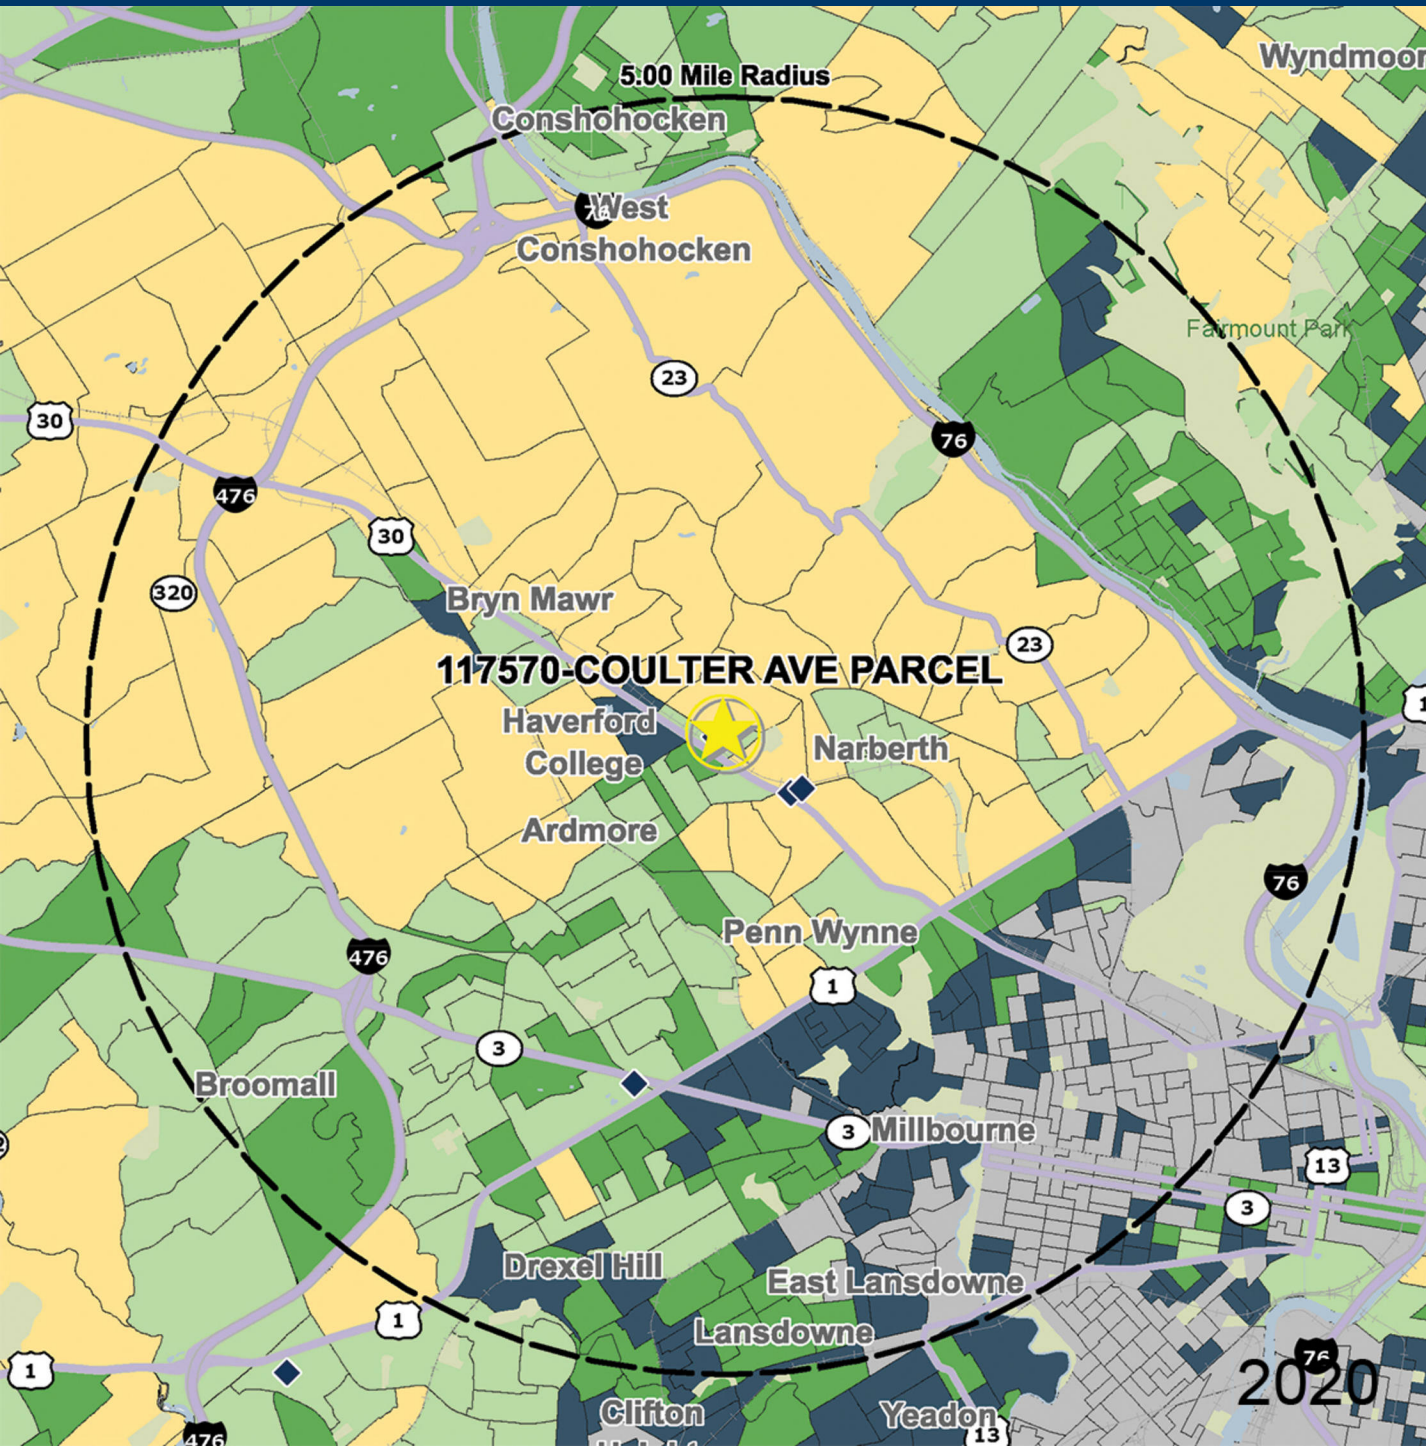 Wyndmoor
5.00 Mile Radius
Conshohocken
West
Conshohocken
Fairmount Park
23
30
76
476
30
320
Bryn Mawr
23
117570-COULTER AVE PARCEL
Haverford
College
Narberth
1
Ardmore
76
Penn Wynne
476
1
3
Broomall
3
Millbourne
13
3
Drexel Hill
East Lansdowne
1
Lansdowne
76
1
2020
Clifton
Yeadon
476
13